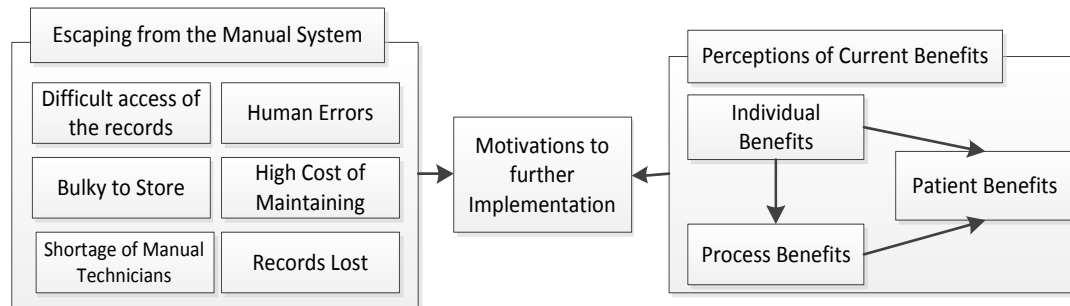 Escaping from the Manual System
Difficult access of
the records
Human Errors
Bulky to Store
High Cost of
Maintaining
Shortage of Manual
Technicians
Records Lost
Motivations to
further
Implementation
Perceptions of Current Benefits
Individual
Benefits
Patient Benefits
Process Benefits